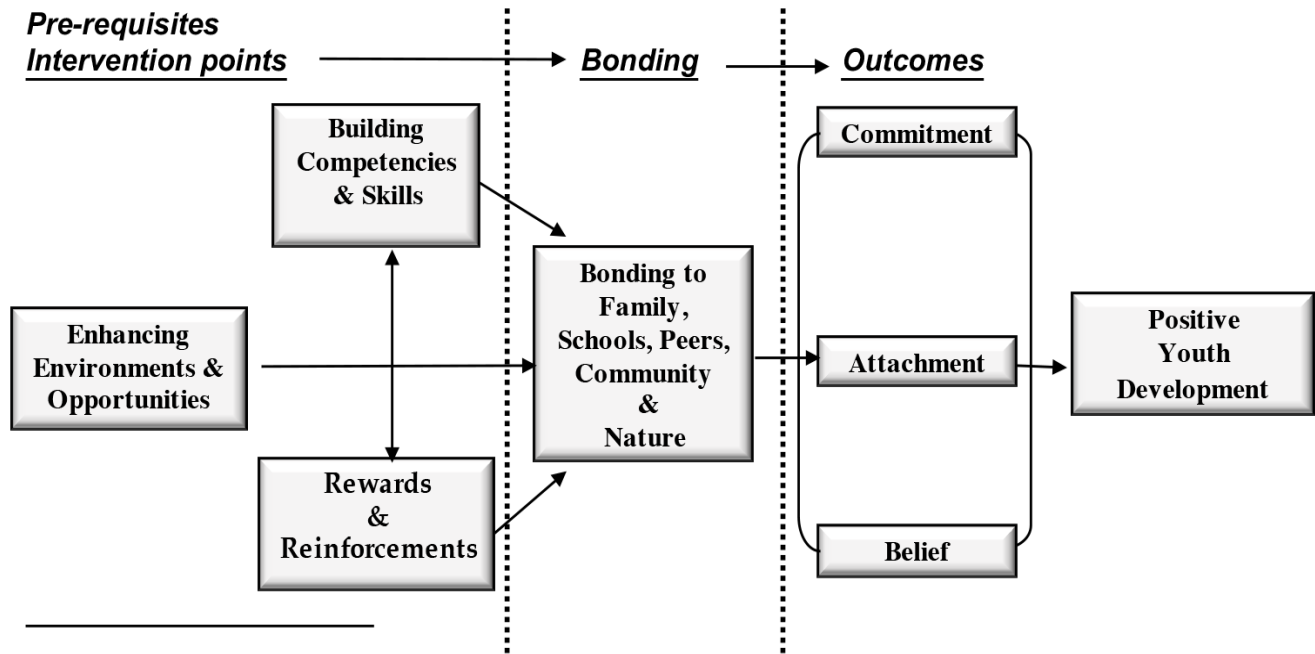 Pre-requisites
Intervention points
Bonding
Outcomes
Building
Competencies
& Skills
Commitment
Enhancing
Environments &
Opportunities
Bonding to
Family,
Schools, Peers,
Community
&
Nature
Attachment
Positive
Youth
Development
Rewards
&
Reinforcements
Belief